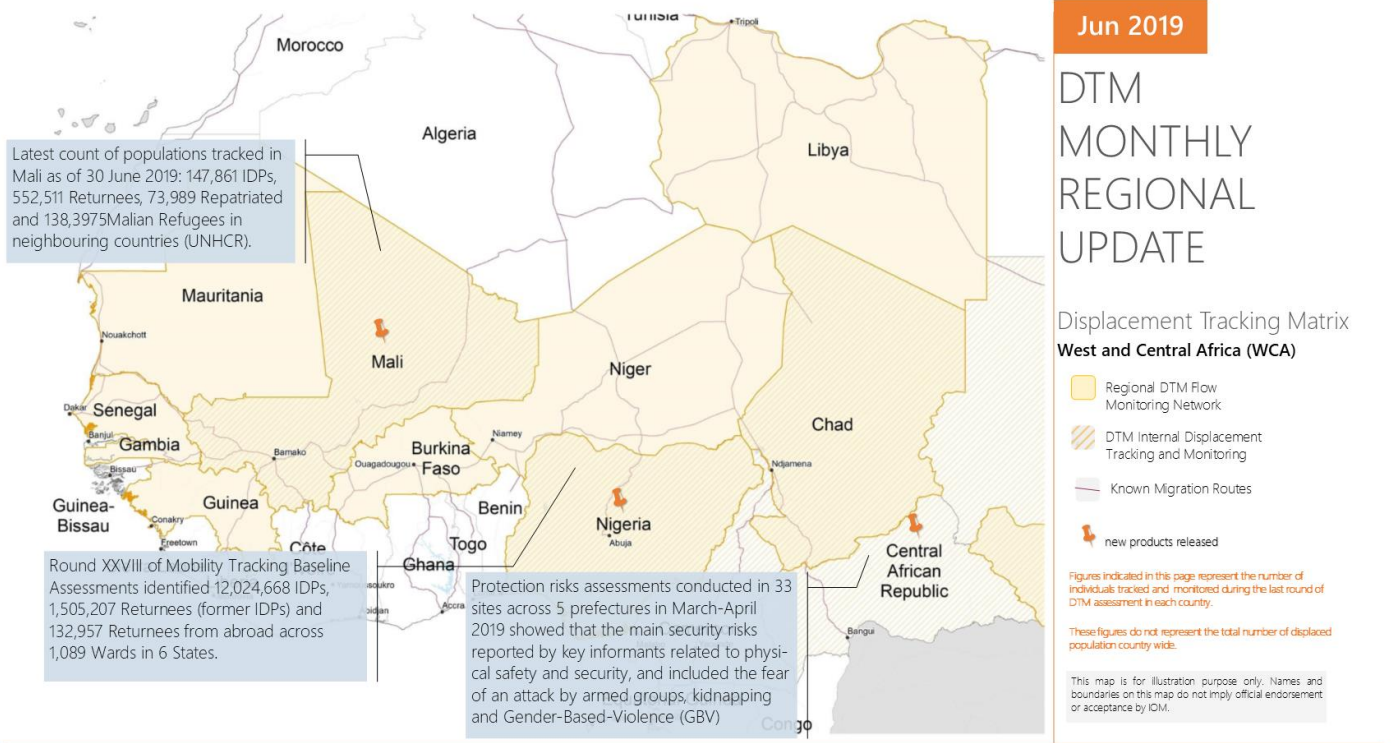 Jun 2019
DTM
MONTHLY
REGIONAL
UPDATE
Displacement Tracking Matrix
West and Central Africa (WCA)
Regional DTM Flow
Monitoring Network
DTM Internal Displacement
Tracking and Monitoring
Known Migration Routes
new products released
Figures indicated in this page represent the number of
individuals tracked and monitored during the last round of
DTM assessment in each country.
These figures do not represent the total number of displaced
population country wide.
This map is for illustration purpose only. Names and
boundaries on this map do not imply official endorsement
or acceptance by IOM.
Tunisia
Tripoli
Morocco
Algeria
Libya
Latest count of populations tracked in
Mali as of 30 June 2019: 147,861 IDPs,
552,511 Returnees, 73,989 Repatriated
and 138,3975Malian Refugees in
neighbouring countries (UNHCR).
Mauritania
Nouakchott
Mali
Niger
Chad
Dakar
Senegal
Banjul
Gambia
Bamako
Burkina
Faso
Ouagadougou
Niamey
Ndjamena
Bissau
Guinea-
Bissau
Guinea
Conakry
Freetown
Benin
Nigeria
Abuja
Côte
Togo
Ghana
Accra
Central
African
Republic
Bangui
Round XXVIII of Mobility Tracking Baseline
Assessments identified 12,024,668 IDPs,
1,505,207 Returnees (former IDPs) and
132,957 Returnees from abroad across
1,089 Wards in 6 States.
Protection risks assessments conducted in 33
sites across 5 prefectures in March-April
2019 showed that the main security risks
reported by key informants related to physi-
cal safety and security, and included the fear
of an attack by armed groups, kidnapping
and Gender-Based-Violence (GBV)
Congo